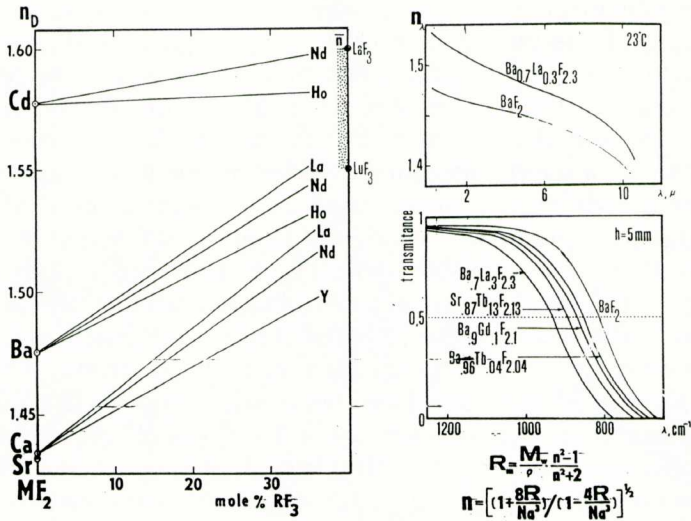 n_D
1.60
n̄
LaF₃
Nd
Cd
Ho
1.55
LuF₃
La
Nd
Ho
La
Nd
1.50
Y
Ba
1.45
Ca
Sr
MF₂
10
20
30
mole % RF₃
n
23°C
1.5
Ba₀.₇La₀.₃F₂.₃
BaF₂
1.4
2
6
10
λ, μ
transmitance
1
h=5mm
Ba.₇La.₃F₂.₃
Sr.₈₇Tb.₁₃F₂.₁₃
BaF₂
0.5
Ba.₉Gd.₁F₂.₁
Ba.₉₆Tb.₀₄F₂.₀₄
0
1200
1000
800
λ, cm⁻¹
n²-1
n²+2
n=[(1+8R/Na³)/(1-4R/Na³)]^½